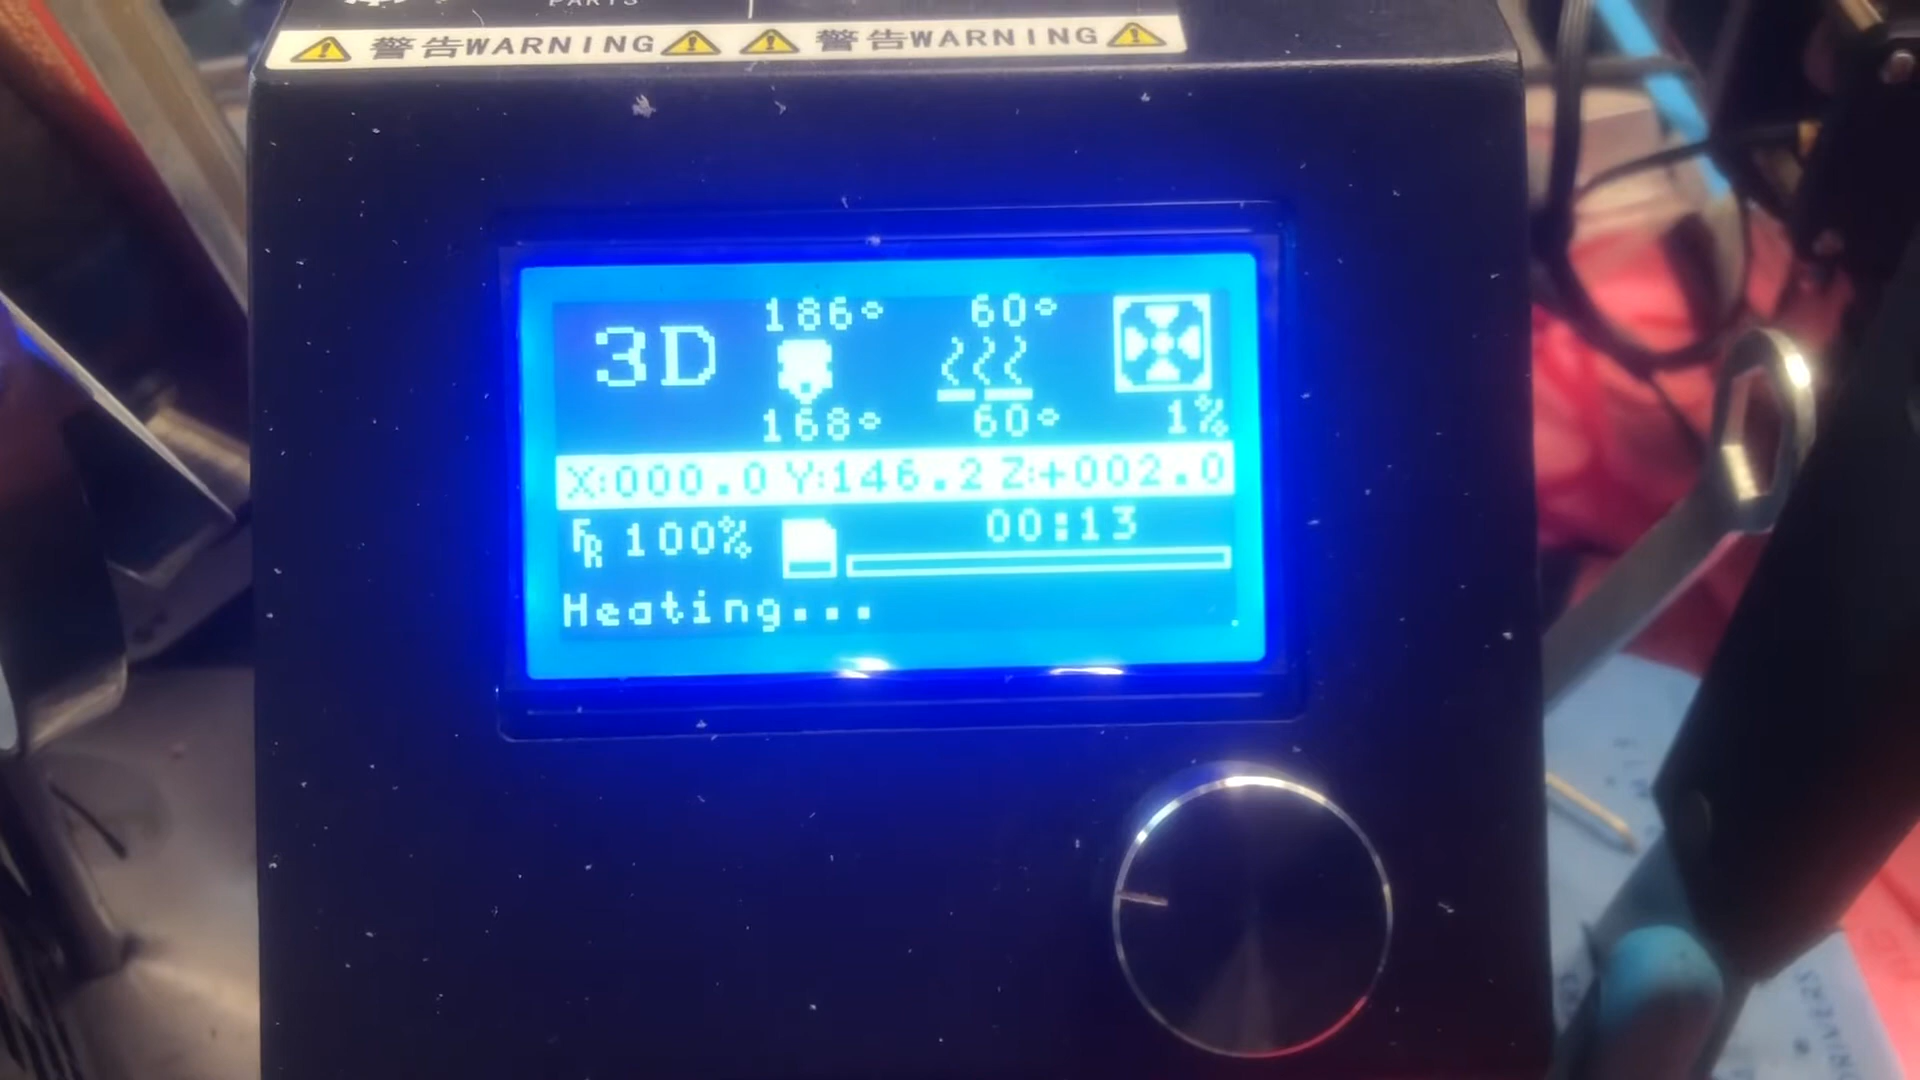 PARTS
警告WARNING 警告WARNING
186° 60°
3D
168° 60° 1%
X:000.0 Y:146.2 Z:+002.0
00:13
FR 100%
Heating...